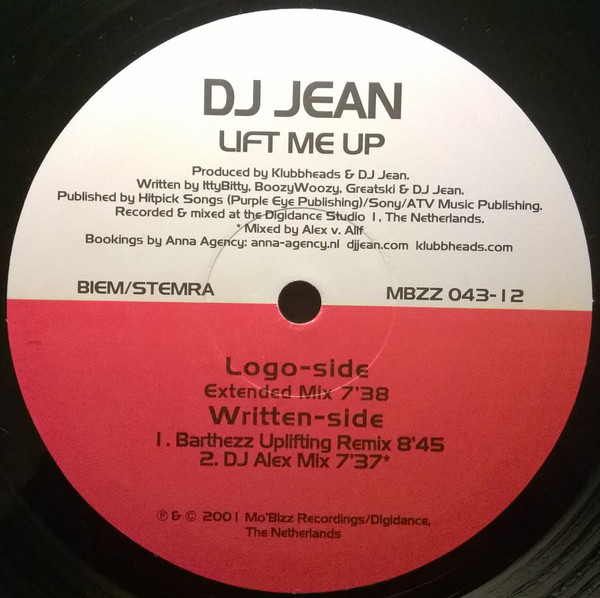 DJ JEAN
LIFT ME UP
Produced by Klubbheads & DJ Jean.
Written by IttyBitty, BoozyWoozy, Greatski & DJ Jean.
Published by Hitpick Songs (Purple Eye Publishing)/Sony/ATV Music Publishing.
Recorded & mixed at the Digidance Studio 1, The Netherlands.
* Mixed by Alex v. Allf
Bookings by Anna Agency: anna-agency.nl djjean.com klubbheads.com
BIEM/STEMRA MBZZ 043-12
Logo-side
Extended Mix 7'38
Written-side
1. Barthezz Uplifting Remix 8'45
2. DJ Alex Mix 7'37*
℗ & © 2001 Mo'Bizz Recordings/Digidance,
The Netherlands